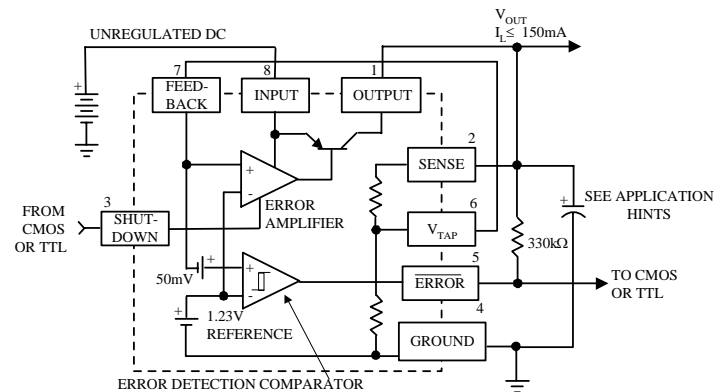 UNREGULATED DC
V_OUT
I_L ≤ 150mA
7
8
1
FEED-
BACK
INPUT
OUTPUT
+
2
SENSE
+
-
ERROR
AMPLIFIER
3
FROM
CMOS
OR TTL
SHUT-
DOWN
6
V_TAP
+
SEE APPLICATION
HINTS
330kΩ
+
50mV
+
-
5
ERROR
TO CMOS
OR TTL
+
1.23V
REFERENCE
4
GROUND
ERROR DETECTION COMPARATOR